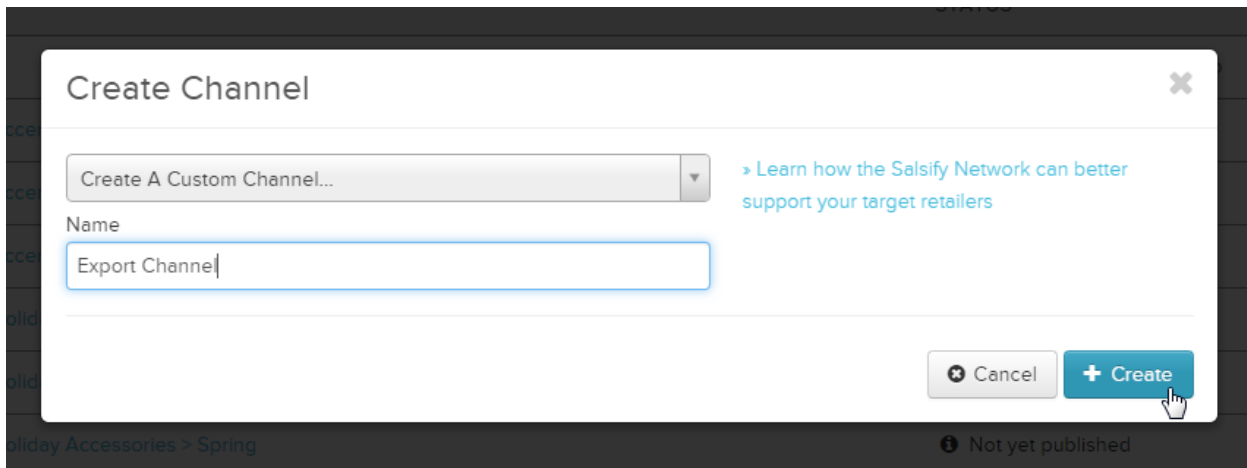 STATUS
Create Channel
Create A Custom Channel...
» Learn how the Salsify Network can better
support your target retailers
Name
Export Channel
Cancel
+ Create
oliday Accessories > Spring
Not yet published